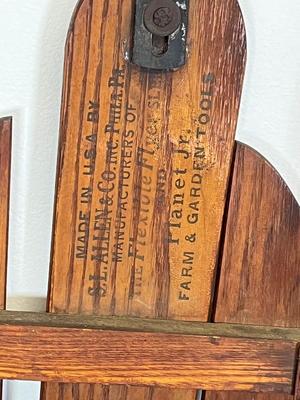 MADE IN U.S.A BY
S.L. ALLEN & CO. INC. PHILA. PA.
MANUFACTURERS OF
THE Flexible Flyer SLED
AND
Planet Jr.
FARM & GARDEN TOOLS